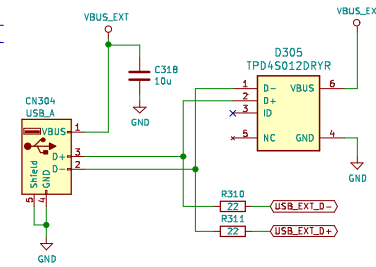 VBUS_EXT
VBUS_EX
C318
10u
GND
D305
TPD4S012DRYR
1 D- VBUS 6
2 D+
3 ID
5 NC GND 4
GND
CN304
USB_A
VBUS 1
D+ 3
D- 2
Shield
GND
5
4
GND
R310
22 USB_EXT_D-
R311
22 USB_EXT_D+